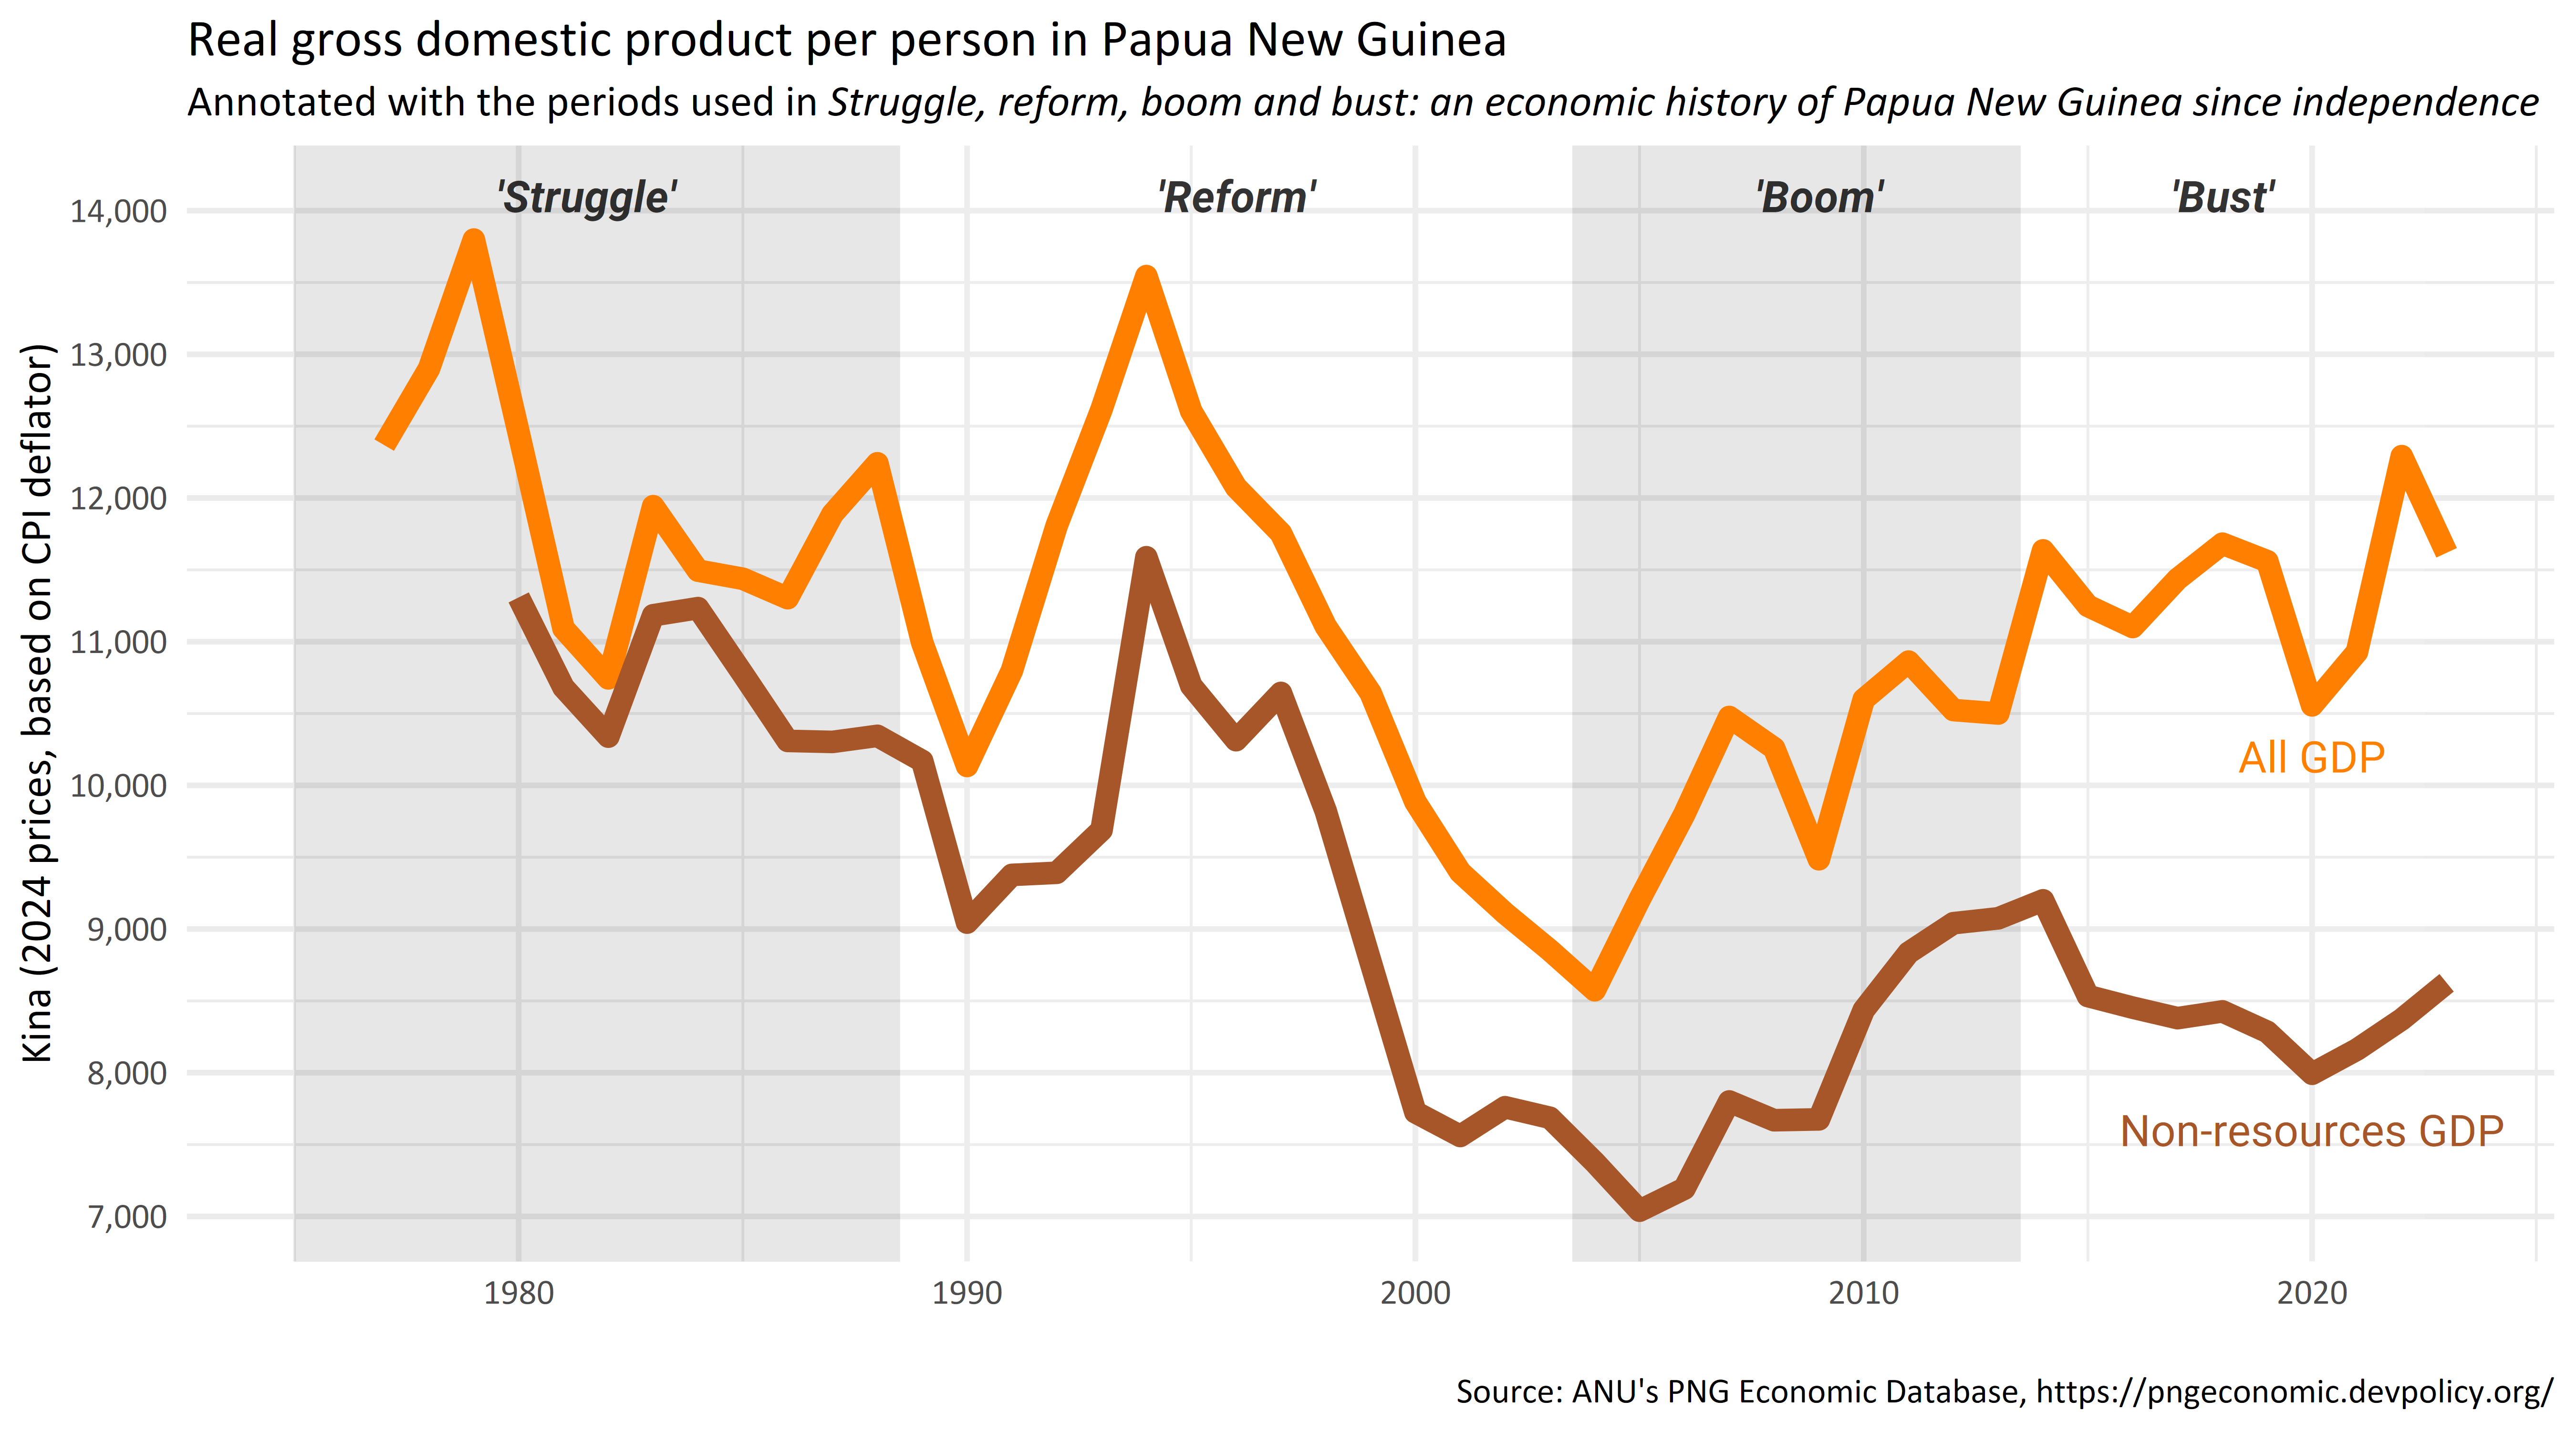 Real gross domestic product per person in Papua New Guinea
Annotated with the periods used in Struggle, reform, boom and bust: an economic history of Papua New Guinea since independence
'Struggle'
'Reform'
'Boom'
'Bust'
Kina (2024 prices, based on CPI deflator)
14,000
13,000
12,000
11,000
10,000
9,000
8,000
7,000
All GDP
Non-resources GDP
1980
1990
2000
2010
2020
Source: ANU's PNG Economic Database, https://pngeconomic.devpolicy.org/